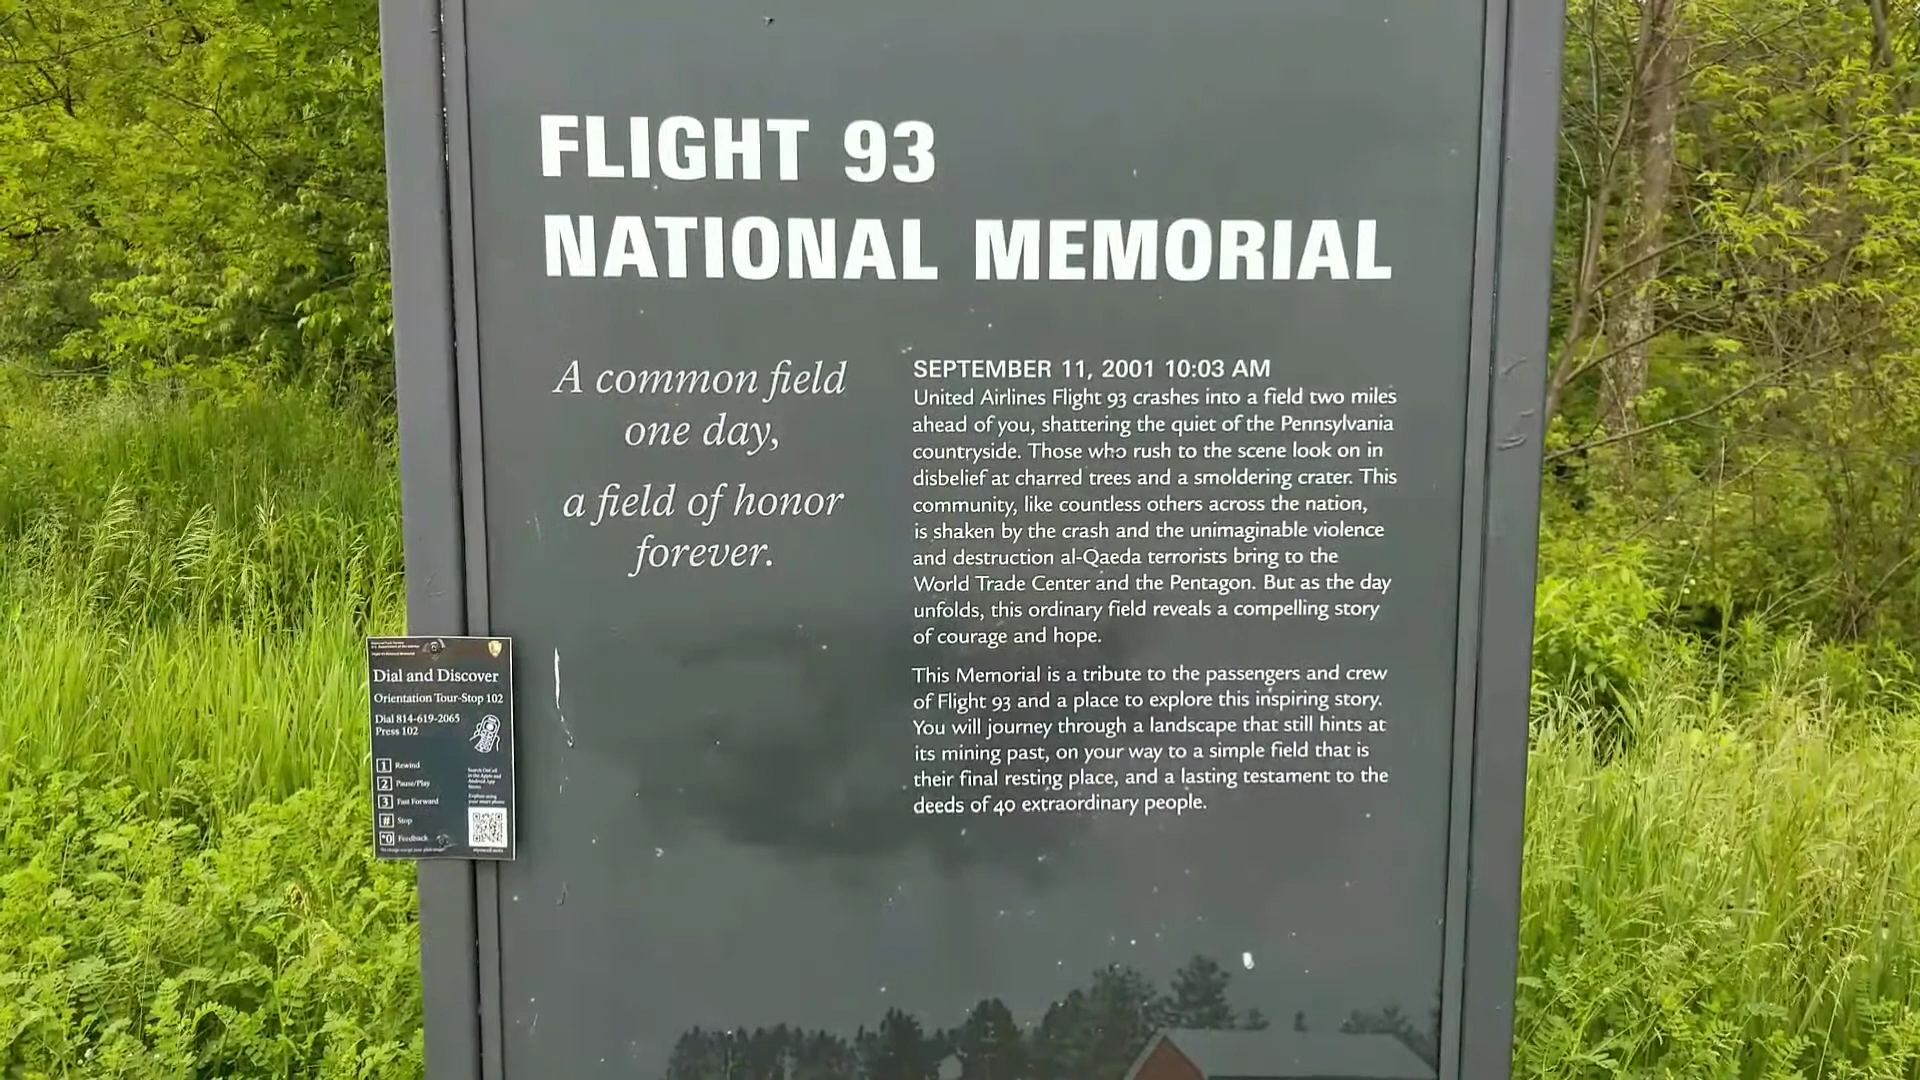 FLIGHT 93
NATIONAL MEMORIAL
A common field
one day,
a field of honor
forever.
SEPTEMBER 11, 2001 10:03 AM
United Airlines Flight 93 crashes into a field two miles
ahead of you, shattering the quiet of the Pennsylvania
countryside. Those who rush to the scene look on in
disbelief at charred trees and a smoldering crater. This
community, like countless others across the nation,
is shaken by the crash and the unimaginable violence
and destruction al-Qaeda terrorists bring to the
World Trade Center and the Pentagon. But as the day
unfolds, this ordinary field reveals a compelling story
of courage and hope.
This Memorial is a tribute to the passengers and crew
of Flight 93 and a place to explore this inspiring story.
You will journey through a landscape that still hints at
its mining past, on your way to a simple field that is
their final resting place, and a lasting testament to the
deeds of 40 extraordinary people.
Dial and Discover
Orientation Tour-Stop 102
Dial 814-619-2065
Press 102
1 Rewind
2 Pause/Play
3 Fast Forward
# Stop
*0 Feedback